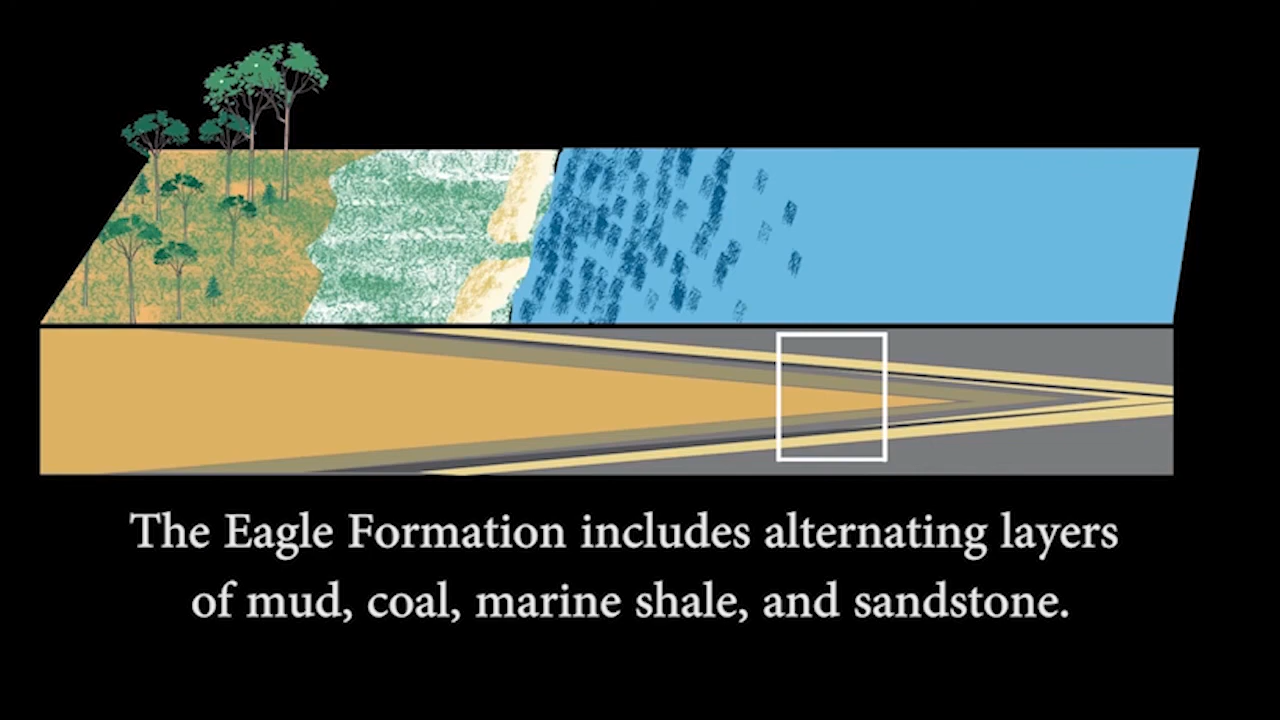 The Eagle Formation includes alternating layers
of mud, coal, marine shale, and sandstone.